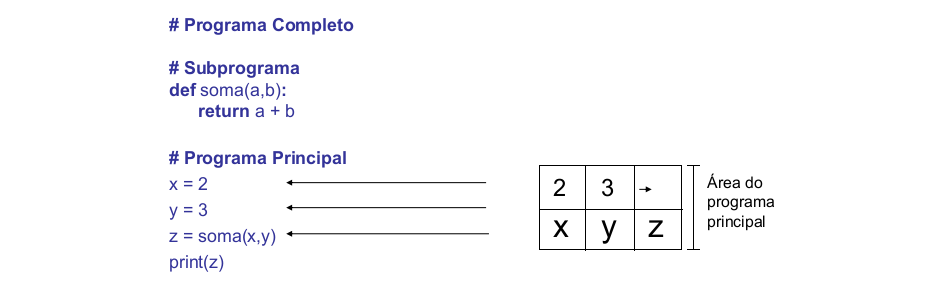 # Programa Completo
# Subprograma
def soma(a,b):
return a + b
# Programa Principal
x = 2
y = 3
z = soma(x,y)
print(z)
2 3
x y z
Área do
programa
principal